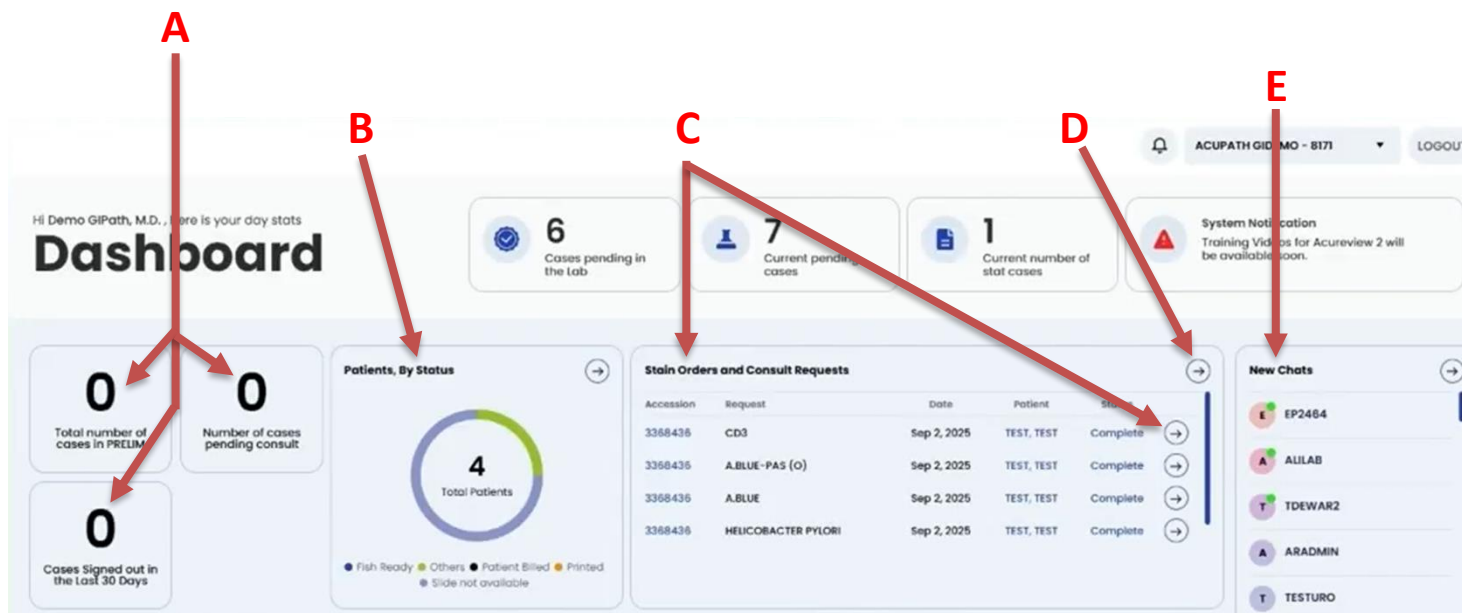 A
B
C
D
E
ACUPATH GIDEMO - 8171
LOGOUT
Hi Demo GIPath, M.D. , here is your day stats
Dashboard
6
Cases pending in
the Lab
7
Current pending
cases
1
Current number of
stat cases
System Notification
Training Videos for Acureview 2 will
be available soon.
0
Total number of
cases in PRELIM
0
Number of cases
pending consult
0
Cases Signed out in
the Last 30 Days
Patients, By Status
4
Total Patients
Fish Ready Others Patient Billed Printed
Slide not available
Stain Orders and Consult Requests
Accession Request Date Patient Status
3368436 CD3 Sep 2, 2025 TEST, TEST Complete
3368436 A.BLUE-PAS (O) Sep 2, 2025 TEST, TEST Complete
3368436 A.BLUE Sep 2, 2025 TEST, TEST Complete
3368436 HELICOBACTER PYLORI Sep 2, 2025 TEST, TEST Complete
New Chats
E EP2464
A ALILAB
T TDEWAR2
A ARADMIN
T TESTURO